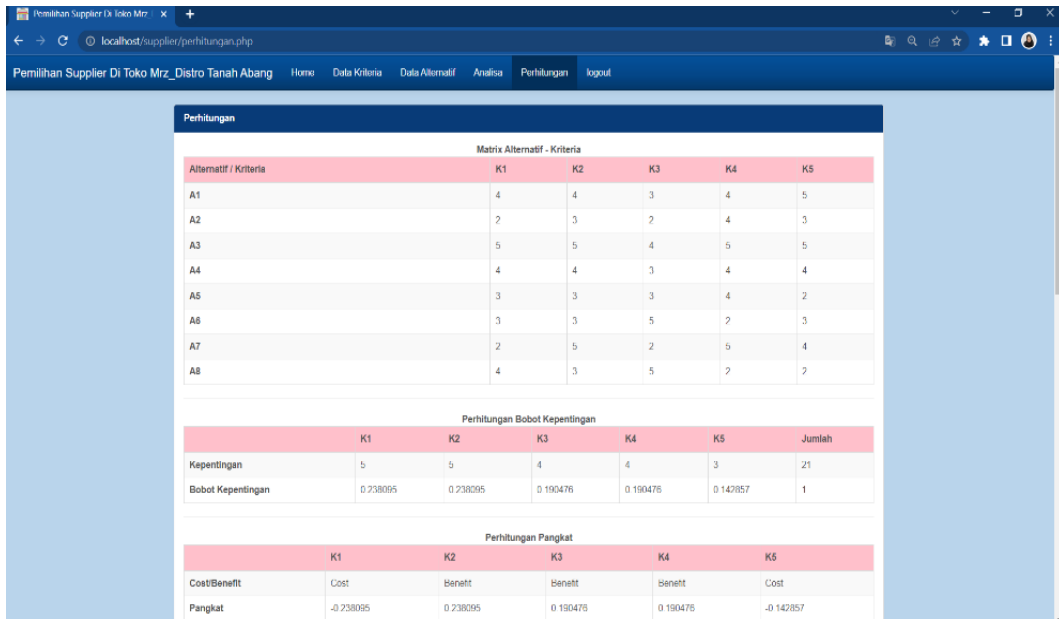 Pemilihan Supplier Di Toko Mrz
localhost/supplier/perhitungan.php
Pemilihan Supplier Di Toko Mrz_Distro Tanah Abang Home Data Kriteria Data Alternatif Analisa Perhitungan logout
Perhitungan
Matrix Alternatif - Kriteria
Alternatif / Kriteria K1 K2 K3 K4 K5
A1 4 4 3 4 5
A2 2 3 2 4 3
A3 5 5 4 5 5
A4 4 4 3 4 4
A5 3 3 3 4 2
A6 3 3 5 2 3
A7 2 5 2 5 4
A8 4 3 5 2 2
Perhitungan Bobot Kepentingan
K1 K2 K3 K4 K5 Jumlah
Kepentingan 5 5 4 4 3 21
Bobot Kepentingan 0.238095 0.238095 0.190476 0.190476 0.142857 1
Perhitungan Pangkat
K1 K2 K3 K4 K5
Cost/Benefit Cost Benefit Benefit Benefit Cost
Pangkat -0.238095 0.238095 0.190476 0.190476 -0.142857